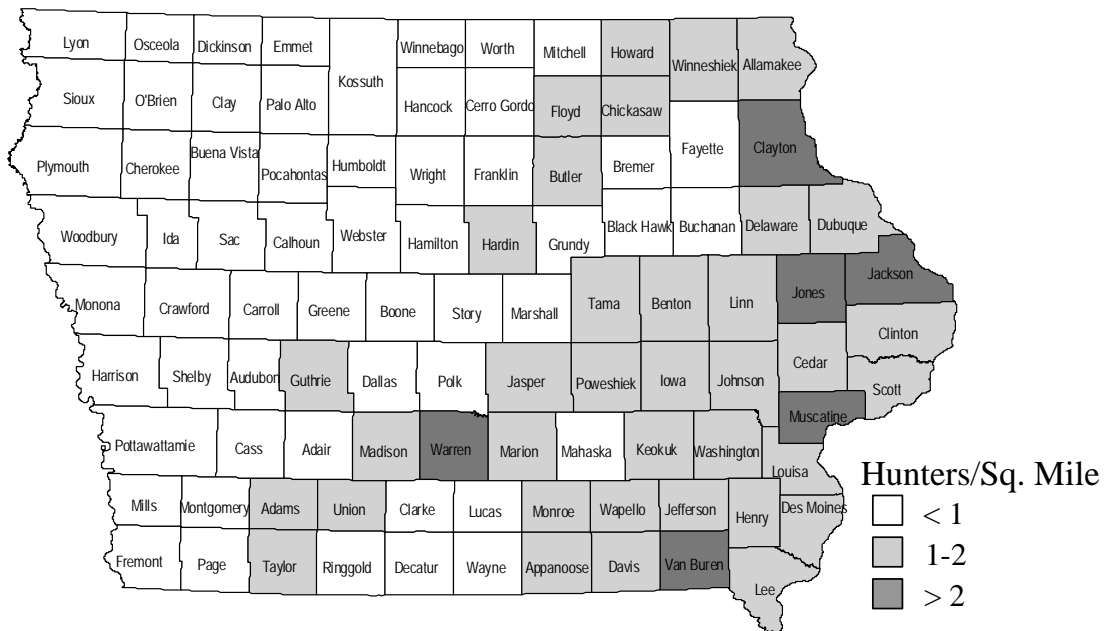 Lyon Osceola Dickinson Emmet Winnebago Worth Mitchell Howard Winneshiek Allamakee
Kossuth
Sioux O'Brien Clay Palo Alto Hancock Cerro Gordo Floyd Chickasaw
Fayette Clayton
Plymouth Cherokee Buena Vista Pocahontas Humboldt Wright Franklin Butler Bremer
Woodbury Ida Sac Calhoun Webster Hamilton Hardin Grundy Black Hawk Buchanan Delaware Dubuque
Monona Crawford Carroll Greene Boone Story Marshall Tama Benton Linn Jones Jackson
Clinton
Harrison Shelby Audubon Guthrie Dallas Polk Jasper Poweshiek Iowa Johnson Cedar Scott
Muscatine
Pottawattamie Cass Adair Madison Warren Marion Mahaska Keokuk Washington Louisa
Mills Montgomery Adams Union Clarke Lucas Monroe Wapello Jefferson Henry Des Moines
Fremont Page Taylor Ringgold Decatur Wayne Appanoose Davis Van Buren Lee
Hunters/Sq. Mile
< 1
1-2
> 2